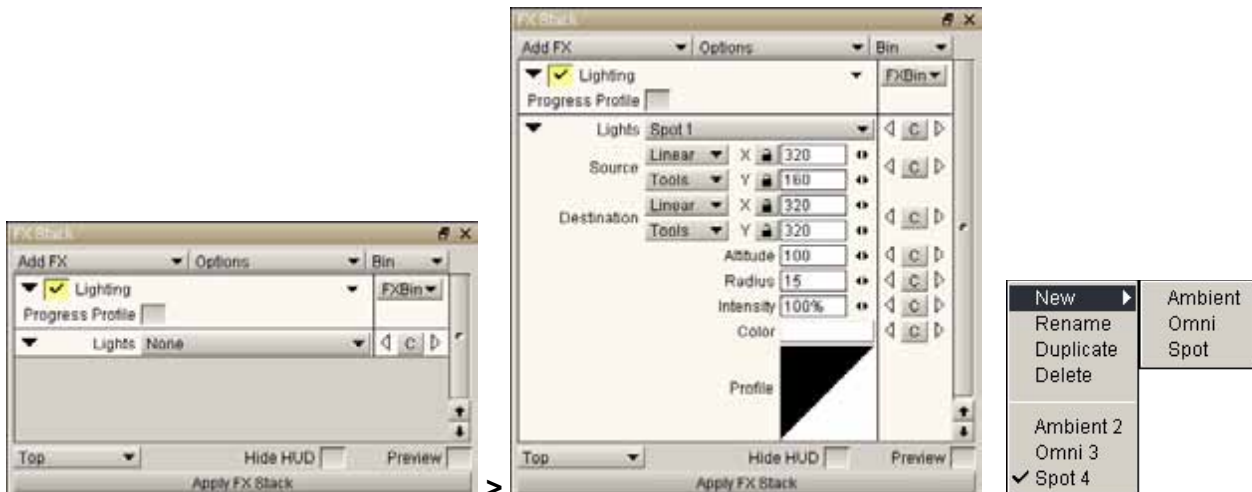 FX Stack
Add FX Options Bin
Lighting FXBin
Progress Profile
Lights None C
Top Hide HUD Preview
Apply FX Stack
>
FX Stack
Add FX Options Bin
Lighting FXBin
Progress Profile
Lights Spot 1 C
Source Linear X 320 C
Tools Y 160
Destination Linear X 320 C
Tools Y 320
Altitude 100 C
Radius 15 C
Intensity 100% C
Color C
Profile
Top Hide HUD Preview
Apply FX Stack
New Ambient
Rename Omni
Duplicate Spot
Delete
Ambient 2
Omni 3
Spot 4